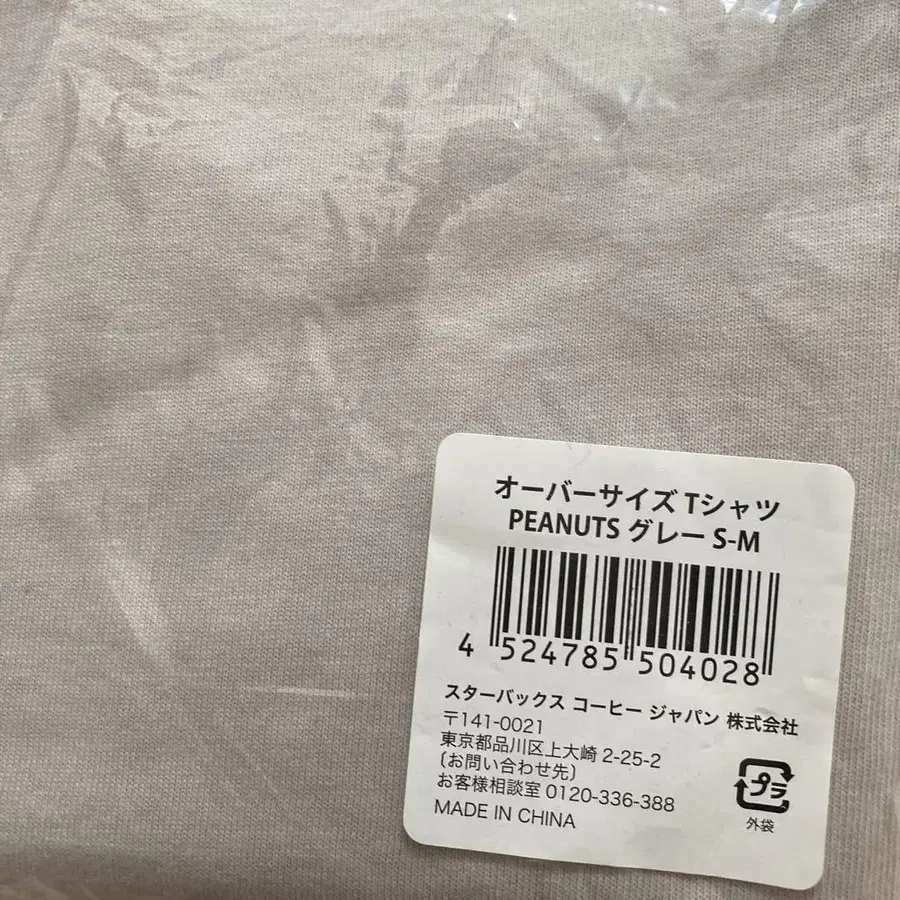 オーバーサイズ Tシャツ
PEANUTS グレー S-M
4 524785 504028
スターバックス コーヒー ジャパン 株式会社
〒141-0021
東京都品川区上大崎 2-25-2
〔お問い合わせ先〕
お客様相談室 0120-336-388
MADE IN CHINA
プラ
外袋